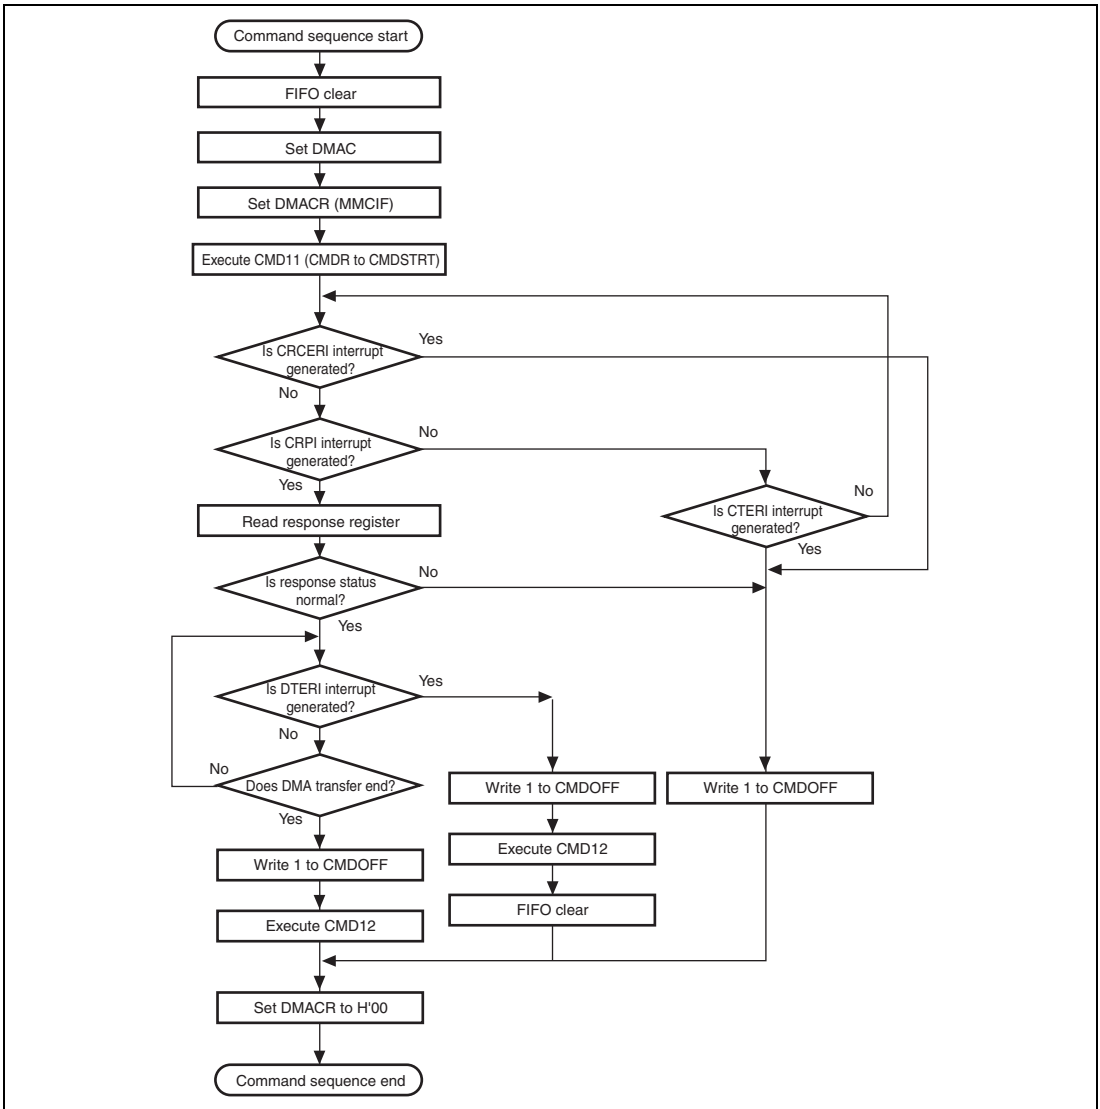 Command sequence start
FIFO clear
Set DMAC
Set DMACR (MMCIF)
Execute CMD11 (CMDR to CMDSTRT)
Is CRCERI interrupt
generated?
Yes
No
Is CRPI interrupt
generated?
No
Yes
Is CTERI interrupt
generated?
No
Yes
Read response register
Is response status
normal?
No
Yes
Is DTERI interrupt
generated?
Yes
No
Does DMA transfer end?
No
Yes
Write 1 to CMDOFF
Write 1 to CMDOFF
Execute CMD12
FIFO clear
Write 1 to CMDOFF
Execute CMD12
Set DMACR to H'00
Command sequence end